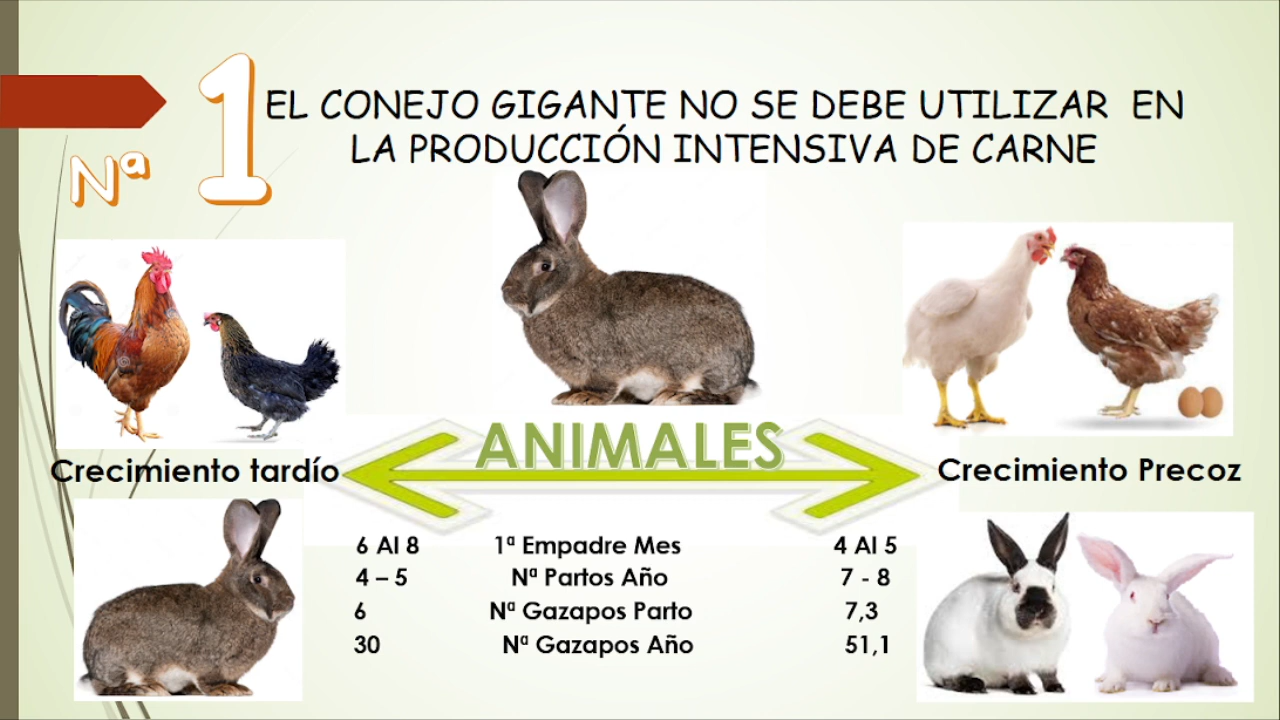 Nª 1
EL CONEJO GIGANTE NO SE DEBE UTILIZAR EN
LA PRODUCCIÓN INTENSIVA DE CARNE
ANIMALES
Crecimiento tardío
Crecimiento Precoz
6 Al 8 1ª Empadre Mes 4 Al 5
4 – 5 Nª Partos Año 7 - 8
6 Nª Gazapos Parto 7,3
30 Nª Gazapos Año 51,1